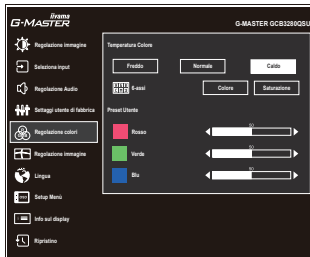 iiyama
G-MASTER
G-MASTER GCB3280QSU
Regolazione immagine
Seleziona input
Regolazione Audio
Settaggi utente di fabbrica
Regolazione colori
Regolazione immagine
Lingua
Setup Menù
Info sul display
Ripristino
Temperatura Colore
Freddo
Normale
Caldo
6-assi
Colore
Saturazione
Preset Utente
Rosso
50
Verde
50
Blu
50